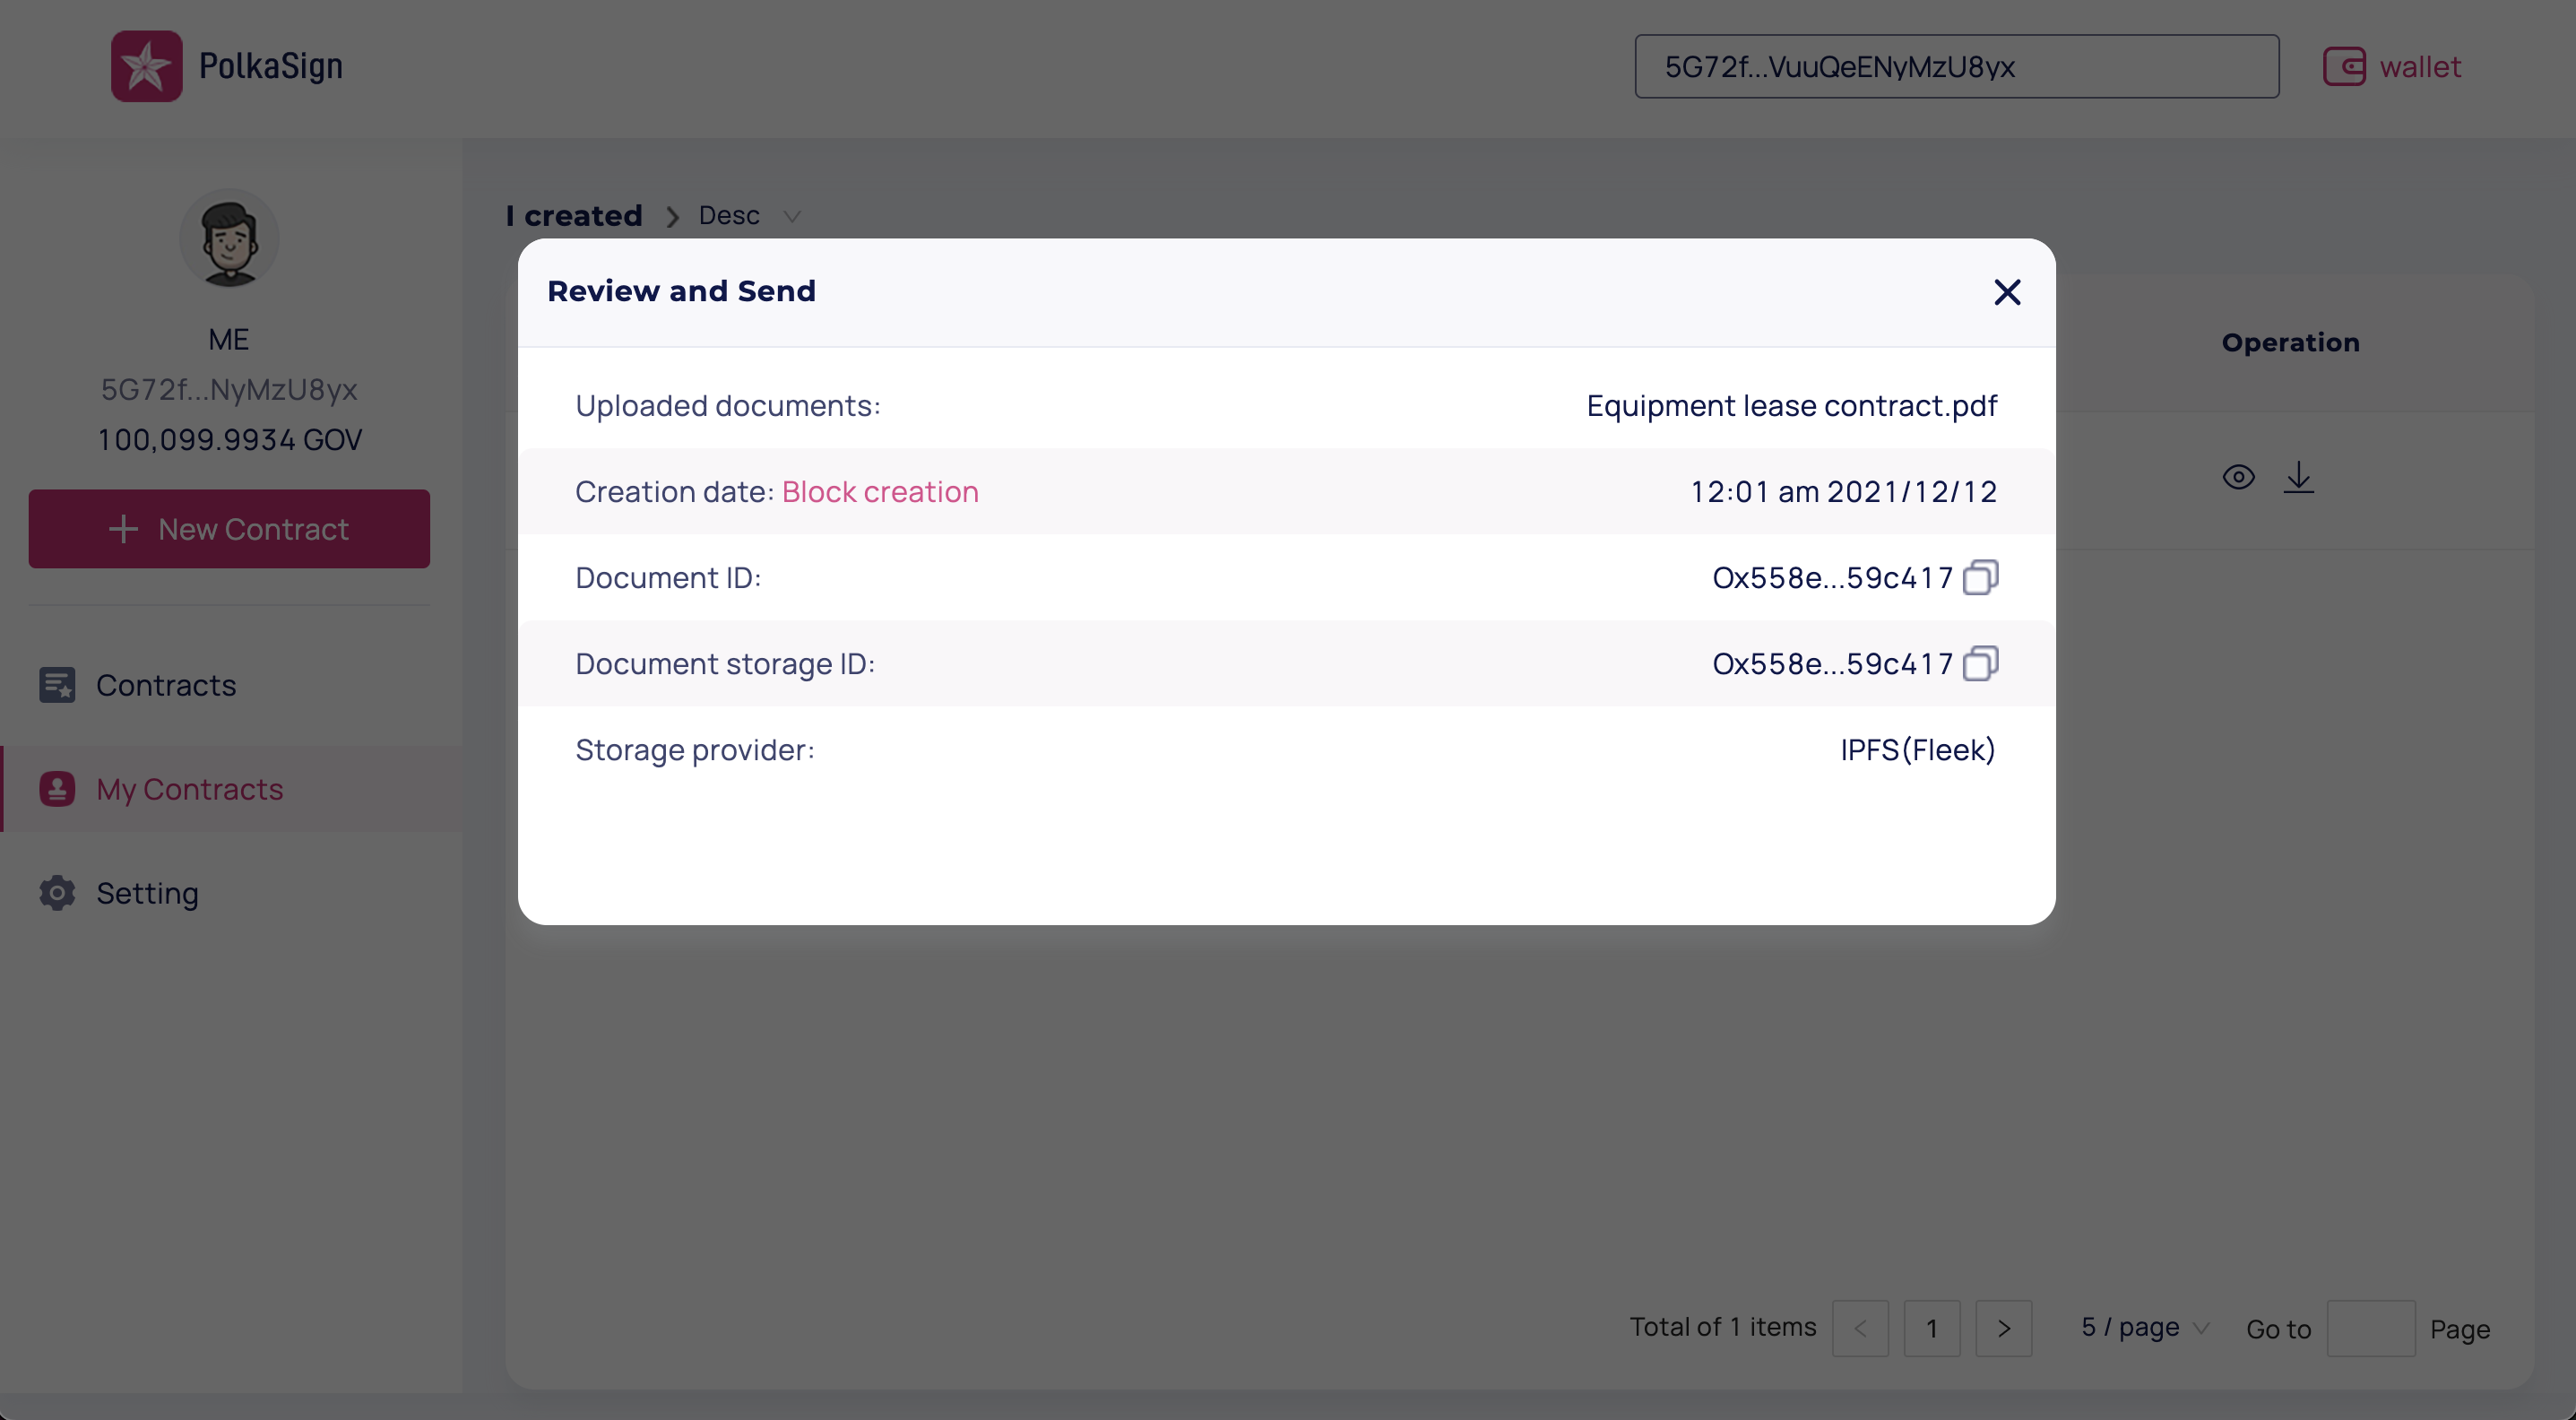 PolkaSign
5G72f...VuuQeENyMzU8yx
wallet
ME
5G72f...NyMzU8yx
100,099.9934 GOV
New Contract
Contracts
My Contracts
Setting
I created
Desc
Operation
Review and Send
Uploaded documents: Equipment lease contract.pdf
Creation date: Block creation 12:01 am 2021/12/12
Document ID: 0x558e...59c417
Document storage ID: 0x558e...59c417
Storage provider: IPFS(Fleek)
Total of 1 items < 1 > 5 / page Go to Page